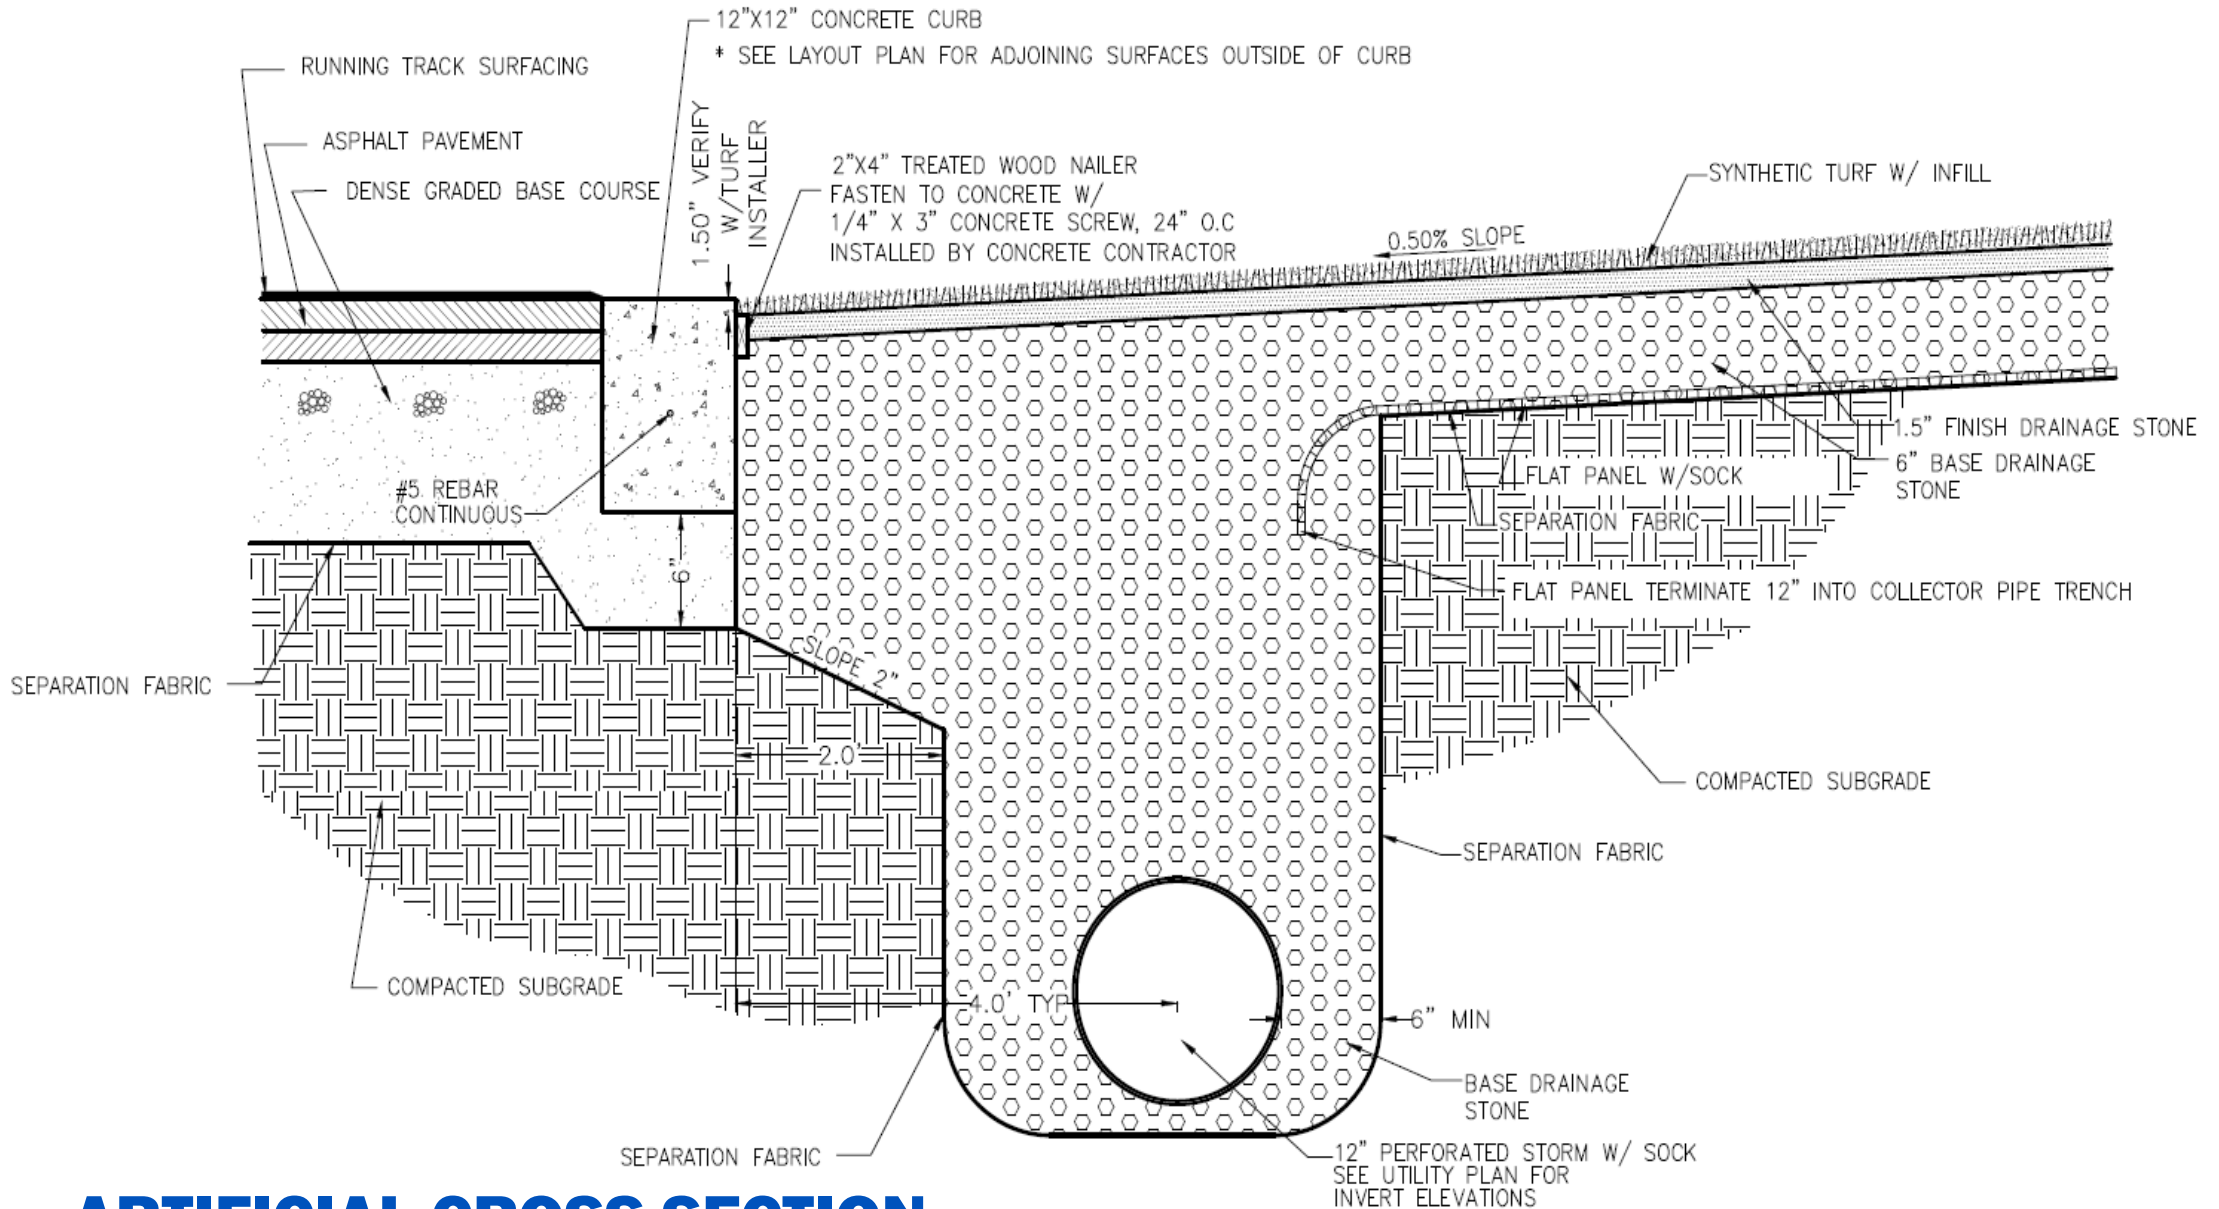 12"X12" CONCRETE CURB
* SEE LAYOUT PLAN FOR ADJOINING SURFACES OUTSIDE OF CURB
RUNNING TRACK SURFACING
ASPHALT PAVEMENT
DENSE GRADED BASE COURSE
1.50" VERIFY
W/TURF
INSTALLER
2"X4" TREATED WOOD NAILER
FASTEN TO CONCRETE W/
1/4" X 3" CONCRETE SCREW, 24" O.C
INSTALLED BY CONCRETE CONTRACTOR
SYNTHETIC TURF W/ INFILL
0.50% SLOPE
1.5" FINISH DRAINAGE STONE
6" BASE DRAINAGE
STONE
FLAT PANEL W/SOCK
SEPARATION FABRIC
FLAT PANEL TERMINATE 12" INTO COLLECTOR PIPE TRENCH
#5 REBAR
CONTINUOUS
6"
SLOPE 2"
SEPARATION FABRIC
2.0'
COMPACTED SUBGRADE
SEPARATION FABRIC
COMPACTED SUBGRADE
4.0' TYP
6" MIN
BASE DRAINAGE
STONE
SEPARATION FABRIC
12" PERFORATED STORM W/ SOCK
SEE UTILITY PLAN FOR
INVERT ELEVATIONS
ARTIFICIAL CROSS SECTION